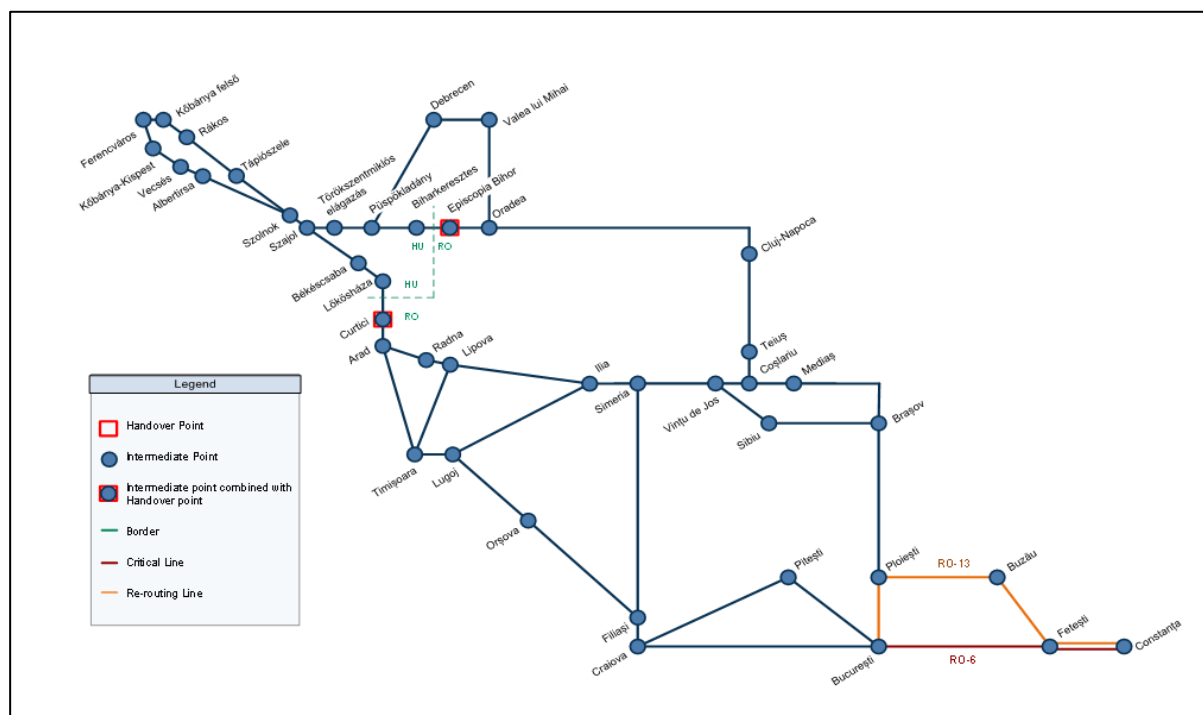 Kőbánya felső
Debrecen
Valea lui Mihai
Ferencváros
Rákos
Kőbánya-Kispest
Vecsés
Albertirsa
Tápiószele
Törökszentmiklós
elágazás
Püspökladány
Biharkeresztes
Episcopia Bihor
Oradea
Szolnok
Szajol
HU
RO
Cluj-Napoca
Békéscsaba
Lőkösháza
HU
Curtici
RO
Arad
Radna
Lipova
Ilia
Simeria
Vințu de Jos
Teiuș
Coșlariu
Mediaș
Sibiu
Brașov
Legend
Handover Point
Intermediate Point
Intermediate point combined with
Handover point
Border
Critical Line
Re-routing Line
Timișoara
Lugoj
Orșova
Filiași
Craiova
Pitești
Ploiești
RO-13
Buzău
București
RO-6
Fetești
Constanța